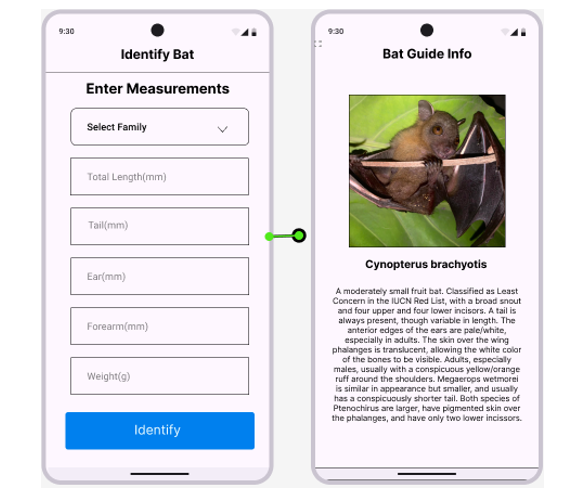 9:30
Identify Bat
Enter Measurements
Select Family
Total Length(mm)
Tail(mm)
Ear(mm)
Forearm(mm)
Weight(g)
Identify
9:30
Bat Guide Info
Cynopterus brachyotis
A moderately small fruit bat. Classified as Least
Concern in the IUCN Red List, with a broad snout
and four upper and four lower incisors. A tail is
always present, though variable in length. The
anterior edges of the ears are pale/white,
especially in adults. The skin over the wing
phalanges is translucent, allowing the white color
of the bones to be visible. Adults, especially
males, usually with a conspicuous yellow/orange
ruff around the shoulders. Megaerops wetmorei
is similar in appearance but smaller, and usually
has a conspicuously shorter tail. Both species of
Ptenochirus are larger, have pigmented skin over
the phalanges, and have only two lower incissors.